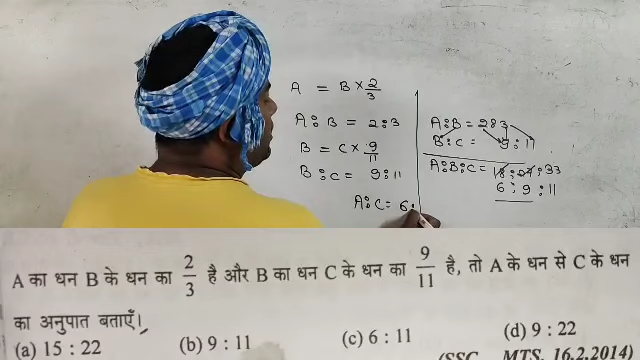 A = B × 2/3
A : B = 2 : 3
B = C × 9/11
B : C = 9 : 11
A : C = 6 :
A : B = 2 8 3
B : C = 9 : 11
A : B : C = 18 : 27 : 33
6 : 9 : 11
A का धन B के धन का 2/3 है और B का धन C के धन का 9/11 है, तो A के धन से C के धन
का अनुपात बताएँ।
(a) 15 : 22 (b) 9 : 11 (c) 6 : 11 (d) 9 : 22
(SSC MTS, 16.2.2014)